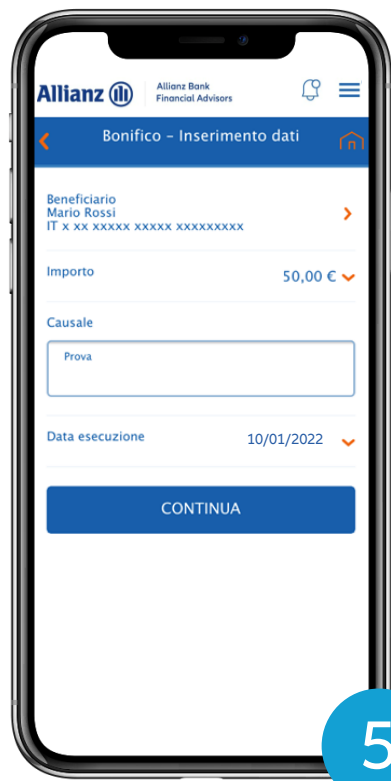 Allianz
Allianz Bank
Financial Advisors
Bonifico – Inserimento dati
Beneficiario
Mario Rossi
IT x xx xxxxx xxxxx xxxxxxxxx
Importo
50,00 €
Causale
Prova
Data esecuzione
10/01/2022
CONTINUA
5